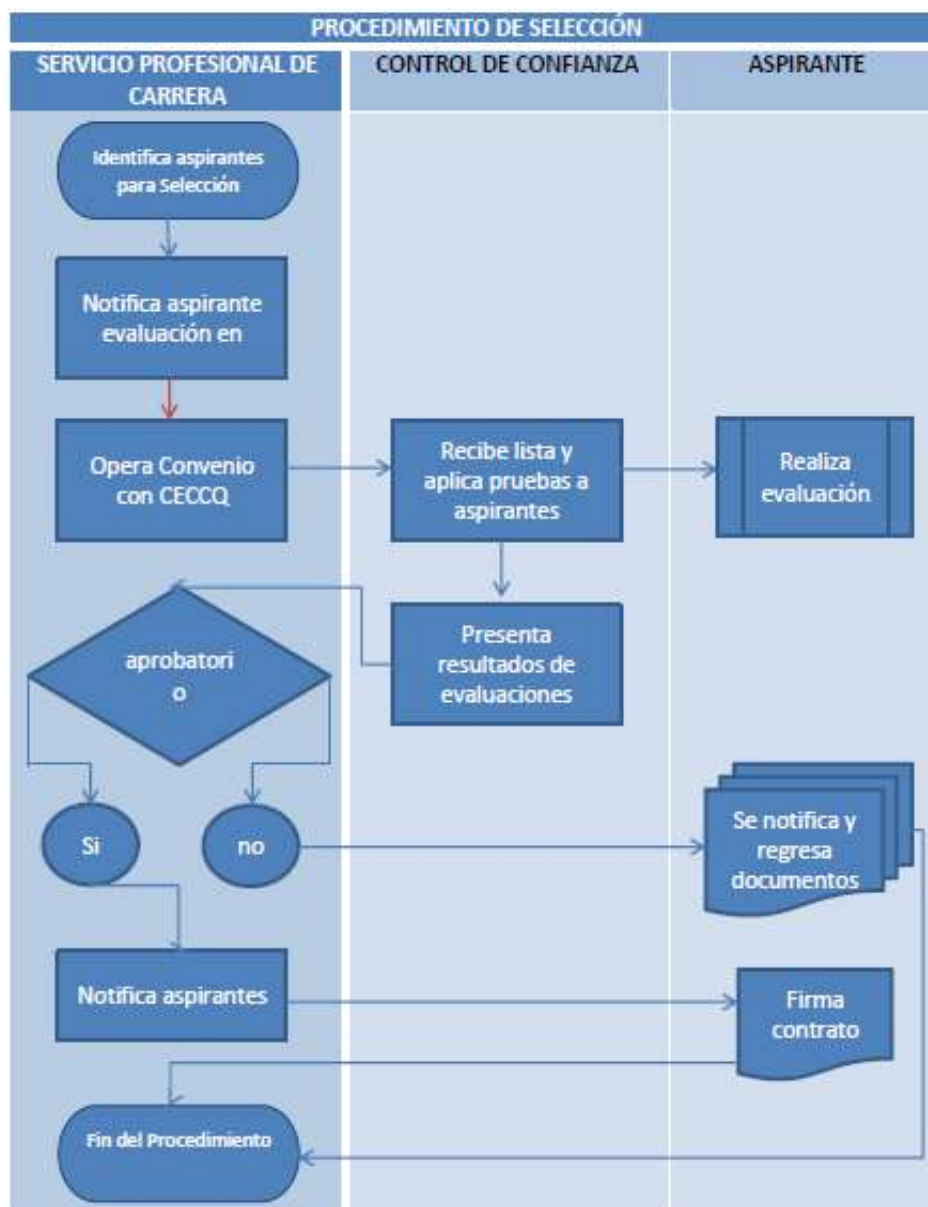 PROCEDIMIENTO DE SELECCIÓN
SERVICIO PROFESIONAL DE
CARRERA
CONTROL DE CONFIANZA
ASPIRANTE
Identifica aspirantes
para Selección
Notifica aspirante
evaluación en
Opera Convenio
con CECCQ
Recibe lista y
aplica pruebas a
aspirantes
Realiza
evaluación
Presenta
resultados de
evaluaciones
aprobatori
o
Si
no
Se notifica y
regresa
documentos
Notifica aspirantes
Firma
contrato
Fin del Procedimiento